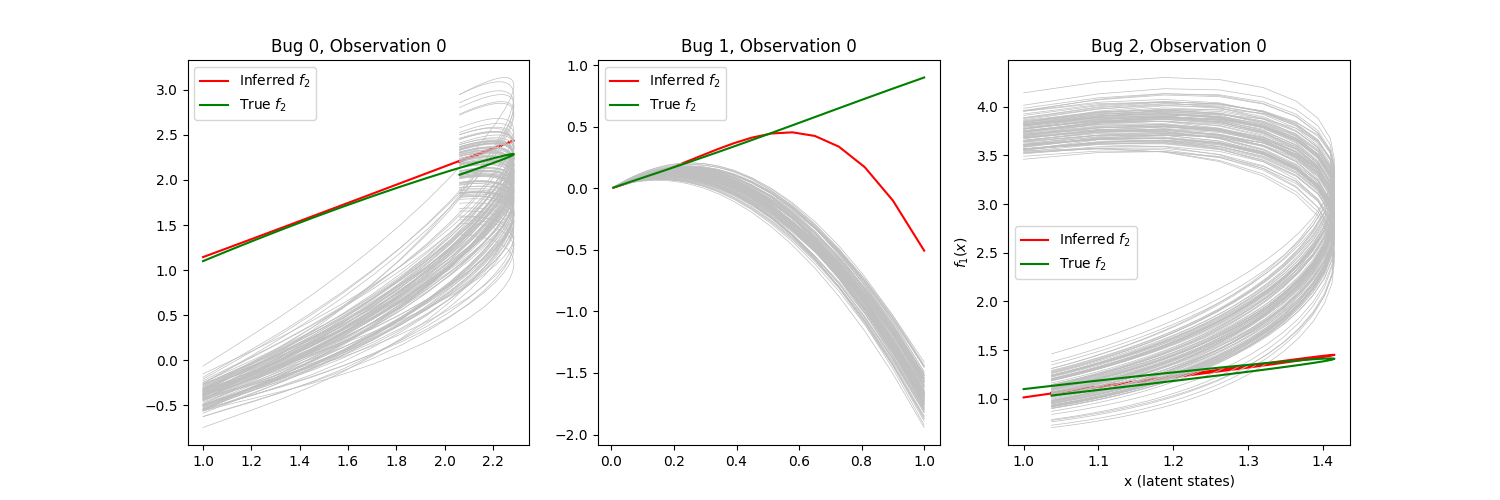 Bug 0, Observation 0
Inferred f₂
True f₂
3.0
2.5
2.0
1.5
1.0
0.5
0.0
−0.5
1.0 1.2 1.4 1.6 1.8 2.0 2.2
Bug 1, Observation 0
Inferred f₂
True f₂
1.0
0.5
0.0
−0.5
−1.0
−1.5
−2.0
0.0 0.2 0.4 0.6 0.8 1.0
Bug 2, Observation 0
Inferred f₂
True f₂
f₁(x)
4.0
3.5
3.0
2.5
2.0
1.5
1.0
1.0 1.1 1.2 1.3 1.4
x (latent states)